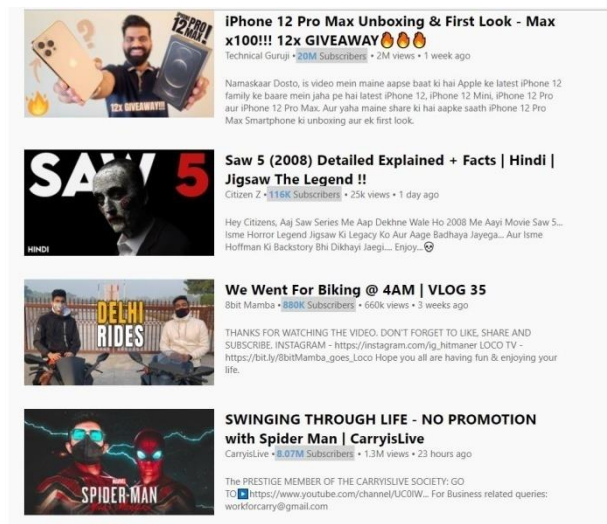 12 PRO MAX!
12x GIVEAWAY!!!
iPhone 12 Pro Max Unboxing & First Look - Max
x100!!! 12x GIVEAWAY🔥🔥🔥
Technical Guruji • 20M Subscribers • 2M views • 1 week ago
Namaskaar Dosto, is video mein maine aapse baat ki hai Apple ke latest iPhone 12
family ke baare mein jaha pe hai latest iPhone 12, iPhone 12 Mini, iPhone 12 Pro
aur iPhone 12 Pro Max. Aur yaha maine share ki hai aapke saath iPhone 12 Pro
Max Smartphone ki unboxing aur ek first look.
SAW 5
HINDI
Saw 5 (2008) Detailed Explained + Facts | Hindi |
Jigsaw The Legend !!
Citizen Z • 116K Subscribers • 25k views • 1 day ago
Hey Citizens, Aaj Saw Series Me Aap Dekhne Wale Ho 2008 Me Aayi Movie Saw 5...
Isme Horror Legend Jigsaw Ki Legacy Ko Aur Aage Badhaya Jayega... Aur Isme
Hoffman Ki Backstory Bhi Dikhayi Jaegi.... Enjoy...💀
DELHI
RIDES
We Went For Biking @ 4AM | VLOG 35
8bit Mamba • 880K Subscribers • 660k views • 3 weeks ago
THANKS FOR WATCHING THE VIDEO. DON'T FORGET TO LIKE, SHARE AND
SUBSCRIBE. INSTAGRAM - https://instagram.com/ig_hitmaner LOCO TV -
https://bit.ly/8bitMamba_goes_Loco Hope you all are having fun & enjoying your
life.
MARVEL
SPIDER-MAN
SWINGING THROUGH LIFE - NO PROMOTION
with Spider Man | CarryisLive
CarryisLive • 8.07M Subscribers • 1.3M views • 23 hours ago
The PRESTIGE MEMBER OF THE CARRYISLIVE SOCIETY: GO
TO▶️https://www.youtube.com/channel/UC0IW... For Business related queries:
workforcarry@gmail.com